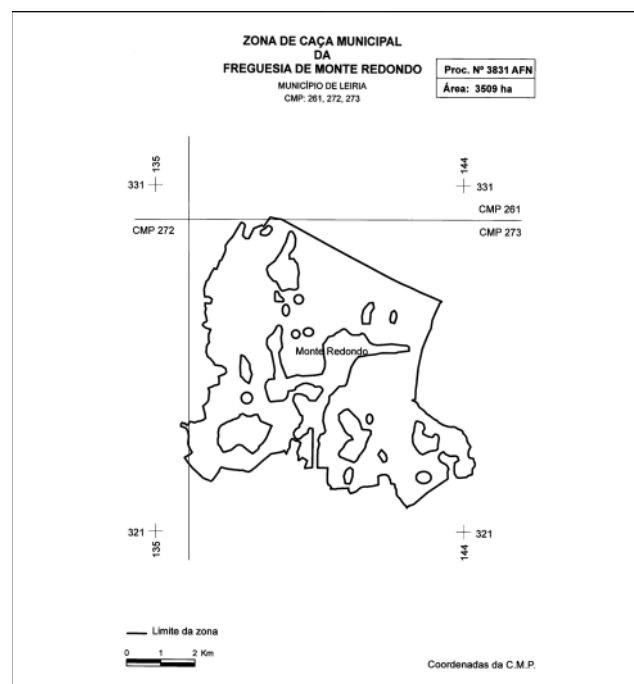 ZONA DE CAÇA MUNICIPAL
DA
FREGUESIA DE MONTE REDONDO
MUNICÍPIO DE LEIRIA
CMP: 261, 272, 273
Proc. Nº 3831 AFN
Área: 3509 ha
135
144
331
331
CMP 261
CMP 272
CMP 273
Monte Redondo
321
321
135
144
Limite da zona
0 1 2 Km
Coordenadas da C.M.P.